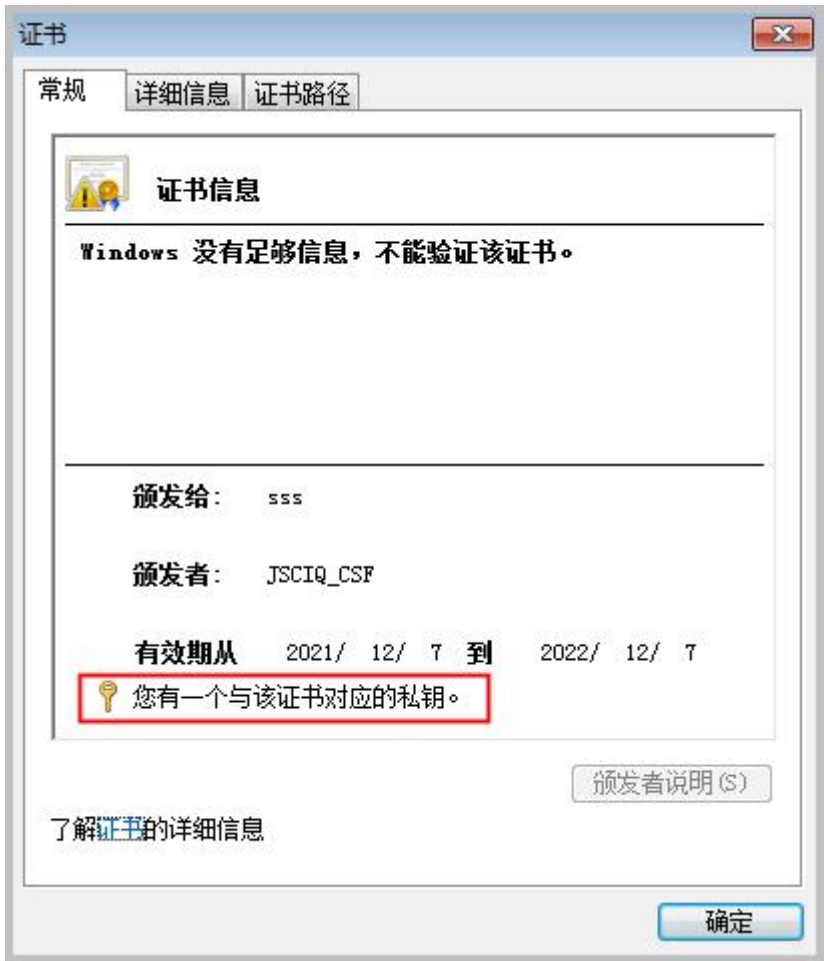 证书
常规 详细信息 证书路径
证书信息
Windows 没有足够信息，不能验证该证书。
颁发给： sss
颁发者： JSCIQ_CSF
有效期从 2021/ 12/ 7 到 2022/ 12/ 7
您有一个与该证书对应的私钥。
颁发者说明(S)
了解证书的详细信息
确定